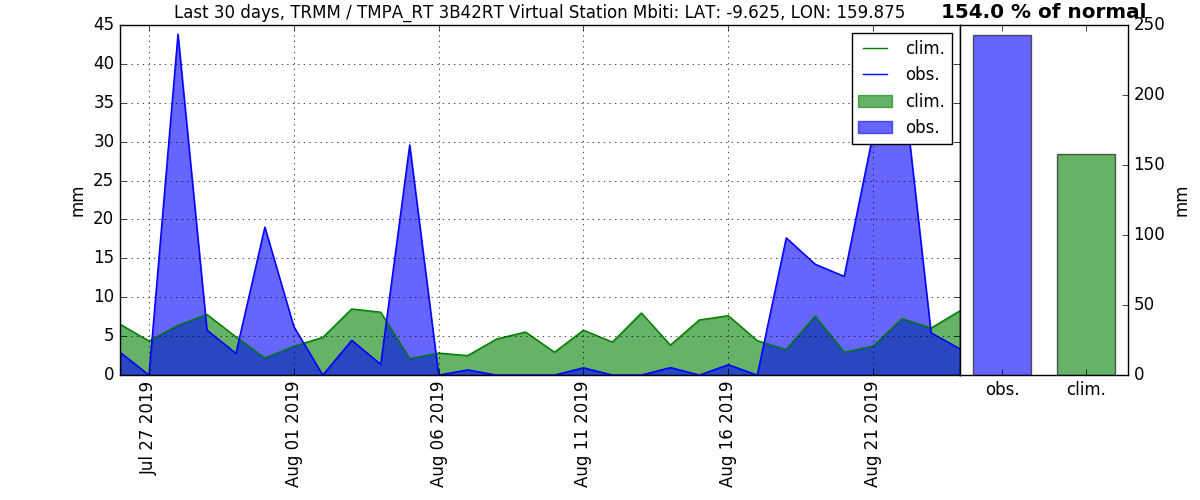 Last 30 days, TRMM / TMPA_RT 3B42RT Virtual Station Mbiti: LAT: -9.625, LON: 159.875
154.0 % of normal
45
40
35
30
25
20
15
10
5
0
mm
clim.
obs.
clim.
obs.
Jul 27 2019
Aug 01 2019
Aug 06 2019
Aug 11 2019
Aug 16 2019
Aug 21 2019
250
200
150
100
50
0
mm
obs.
clim.